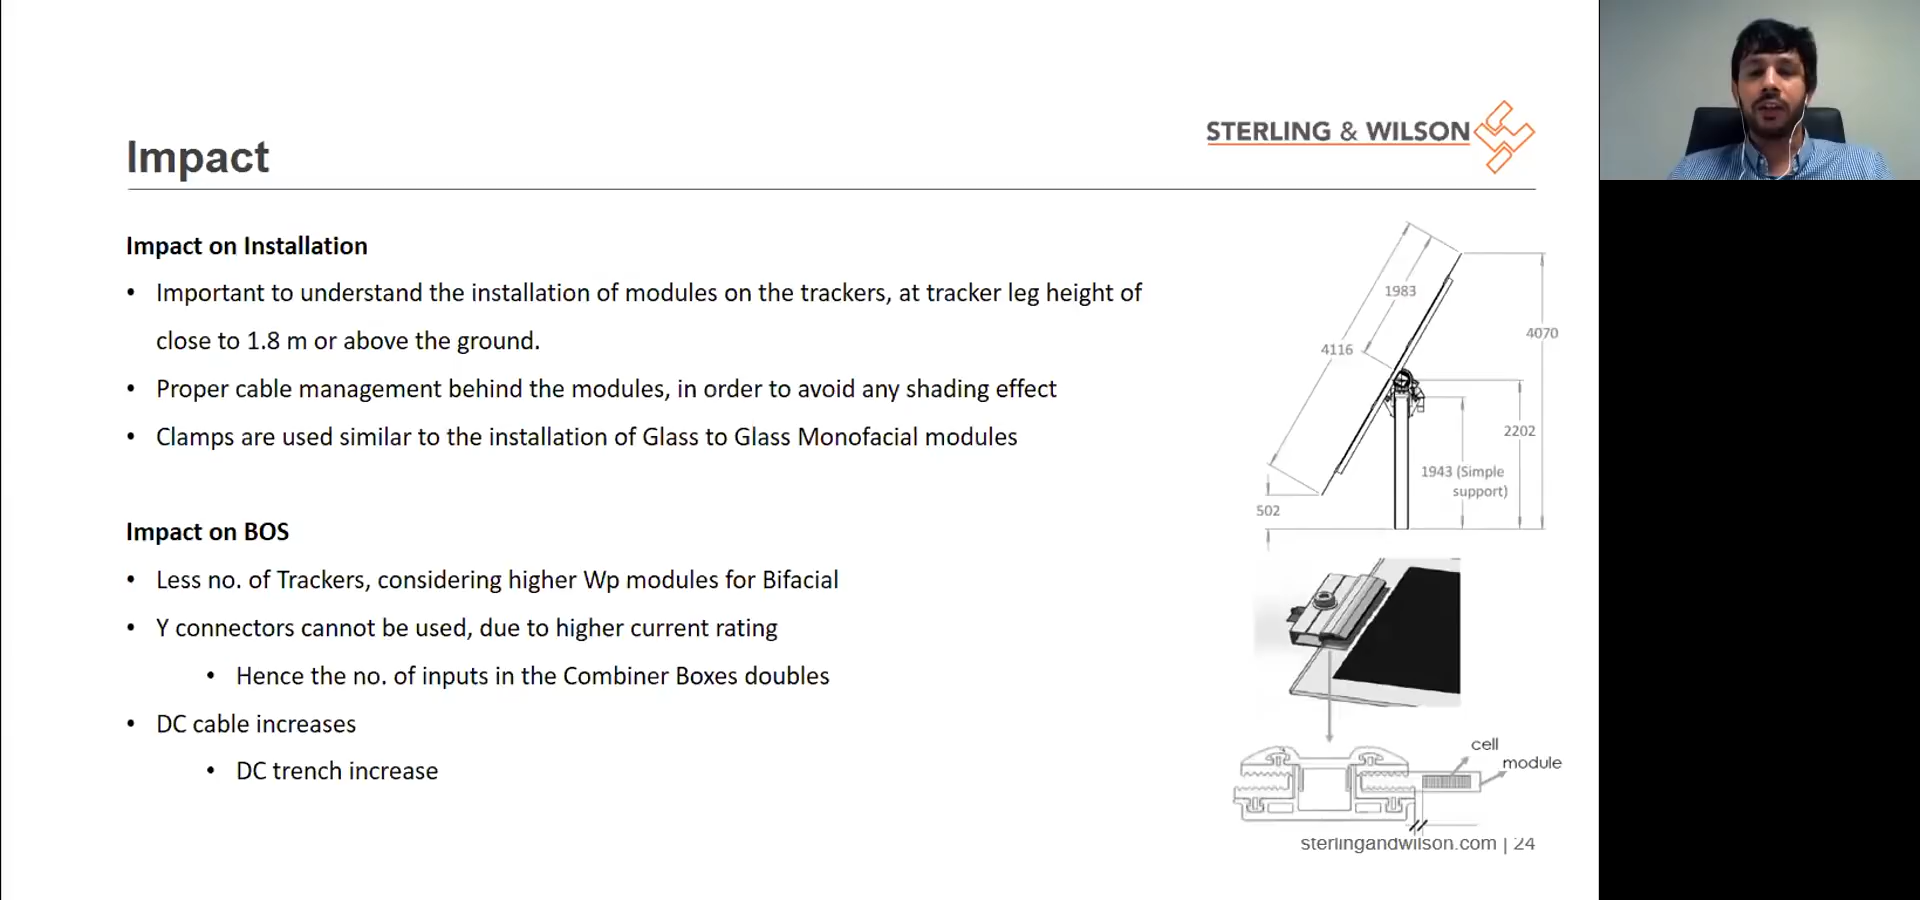 STERLING & WILSON
Impact
Impact on Installation
• Important to understand the installation of modules on the trackers, at tracker leg height of
close to 1.8 m or above the ground.
• Proper cable management behind the modules, in order to avoid any shading effect
• Clamps are used similar to the installation of Glass to Glass Monofacial modules
Impact on BOS
• Less no. of Trackers, considering higher Wp modules for Bifacial
• Y connectors cannot be used, due to higher current rating
• Hence the no. of inputs in the Combiner Boxes doubles
• DC cable increases
• DC trench increase
1983
4070
4116
2202
1943 (Simple
support)
502
cell
module
sterlingandwilson.com | 24